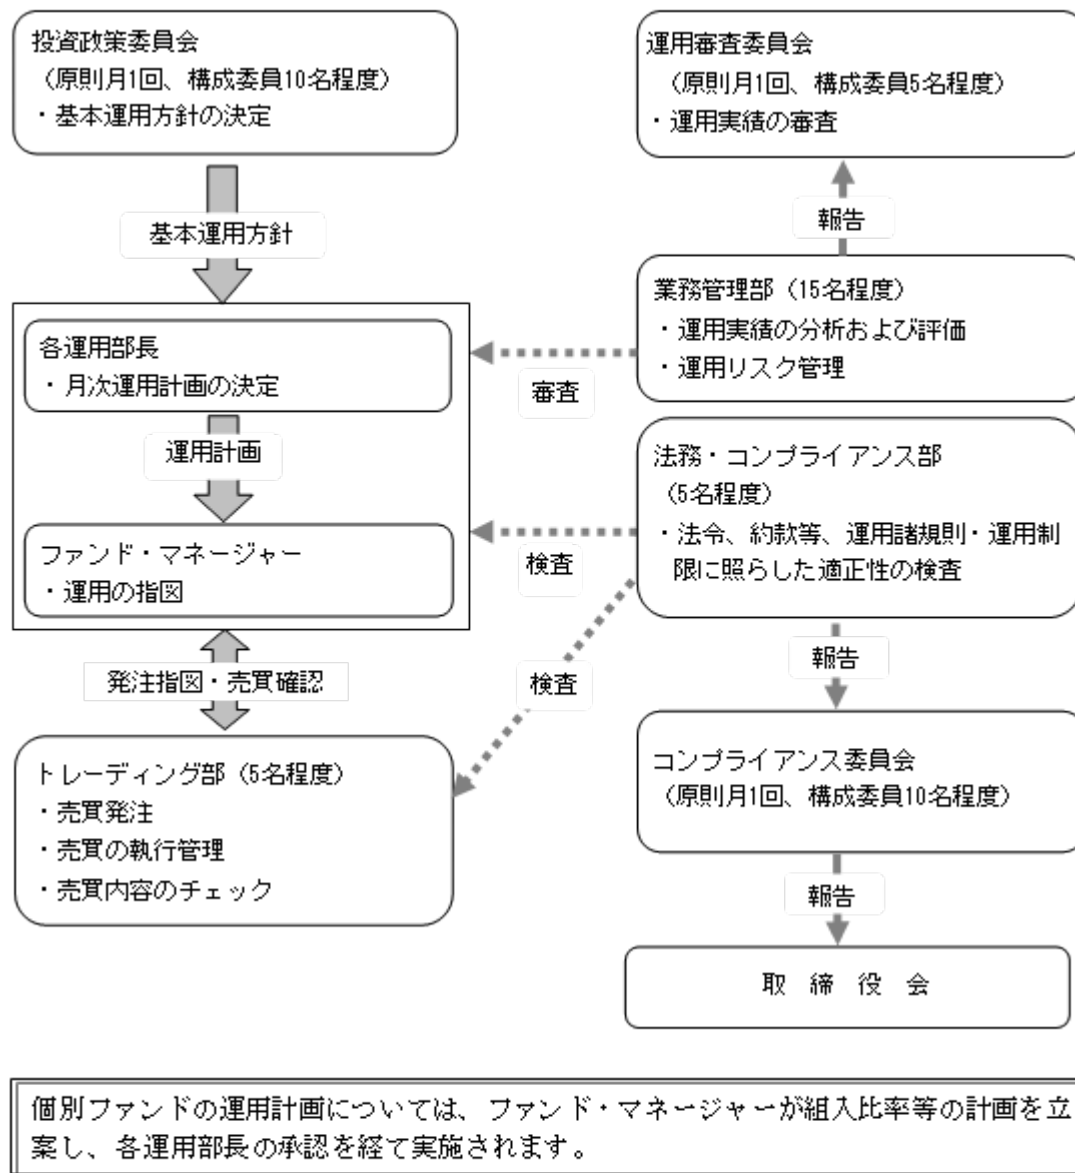 投資政策委員会
(原則月1回、構成委員10名程度)
・基本運用方針の決定
基本運用方針
各運用部長
・月次運用計画の決定
運用計画
ファンド・マネージャー
・運用の指図
発注指図・売買確認
トレーディング部(5名程度)
・売買発注
・売買の執行管理
・売買内容のチェック
運用審査委員会
(原則月1回、構成委員5名程度)
・運用実績の審査
報告
業務管理部(15名程度)
・運用実績の分析および評価
・運用リスク管理
審査
法務・コンプライアンス部
(5名程度)
・法令、約款等、運用諸規則・運用制
限に照らした適正性の検査
検査
検査
報告
コンプライアンス委員会
(原則月1回、構成委員10名程度)
報告
取 締 役 会
個別ファンドの運用計画については、ファンド・マネージャーが組入比率等の計画を立
案し、各運用部長の承認を経て実施されます。